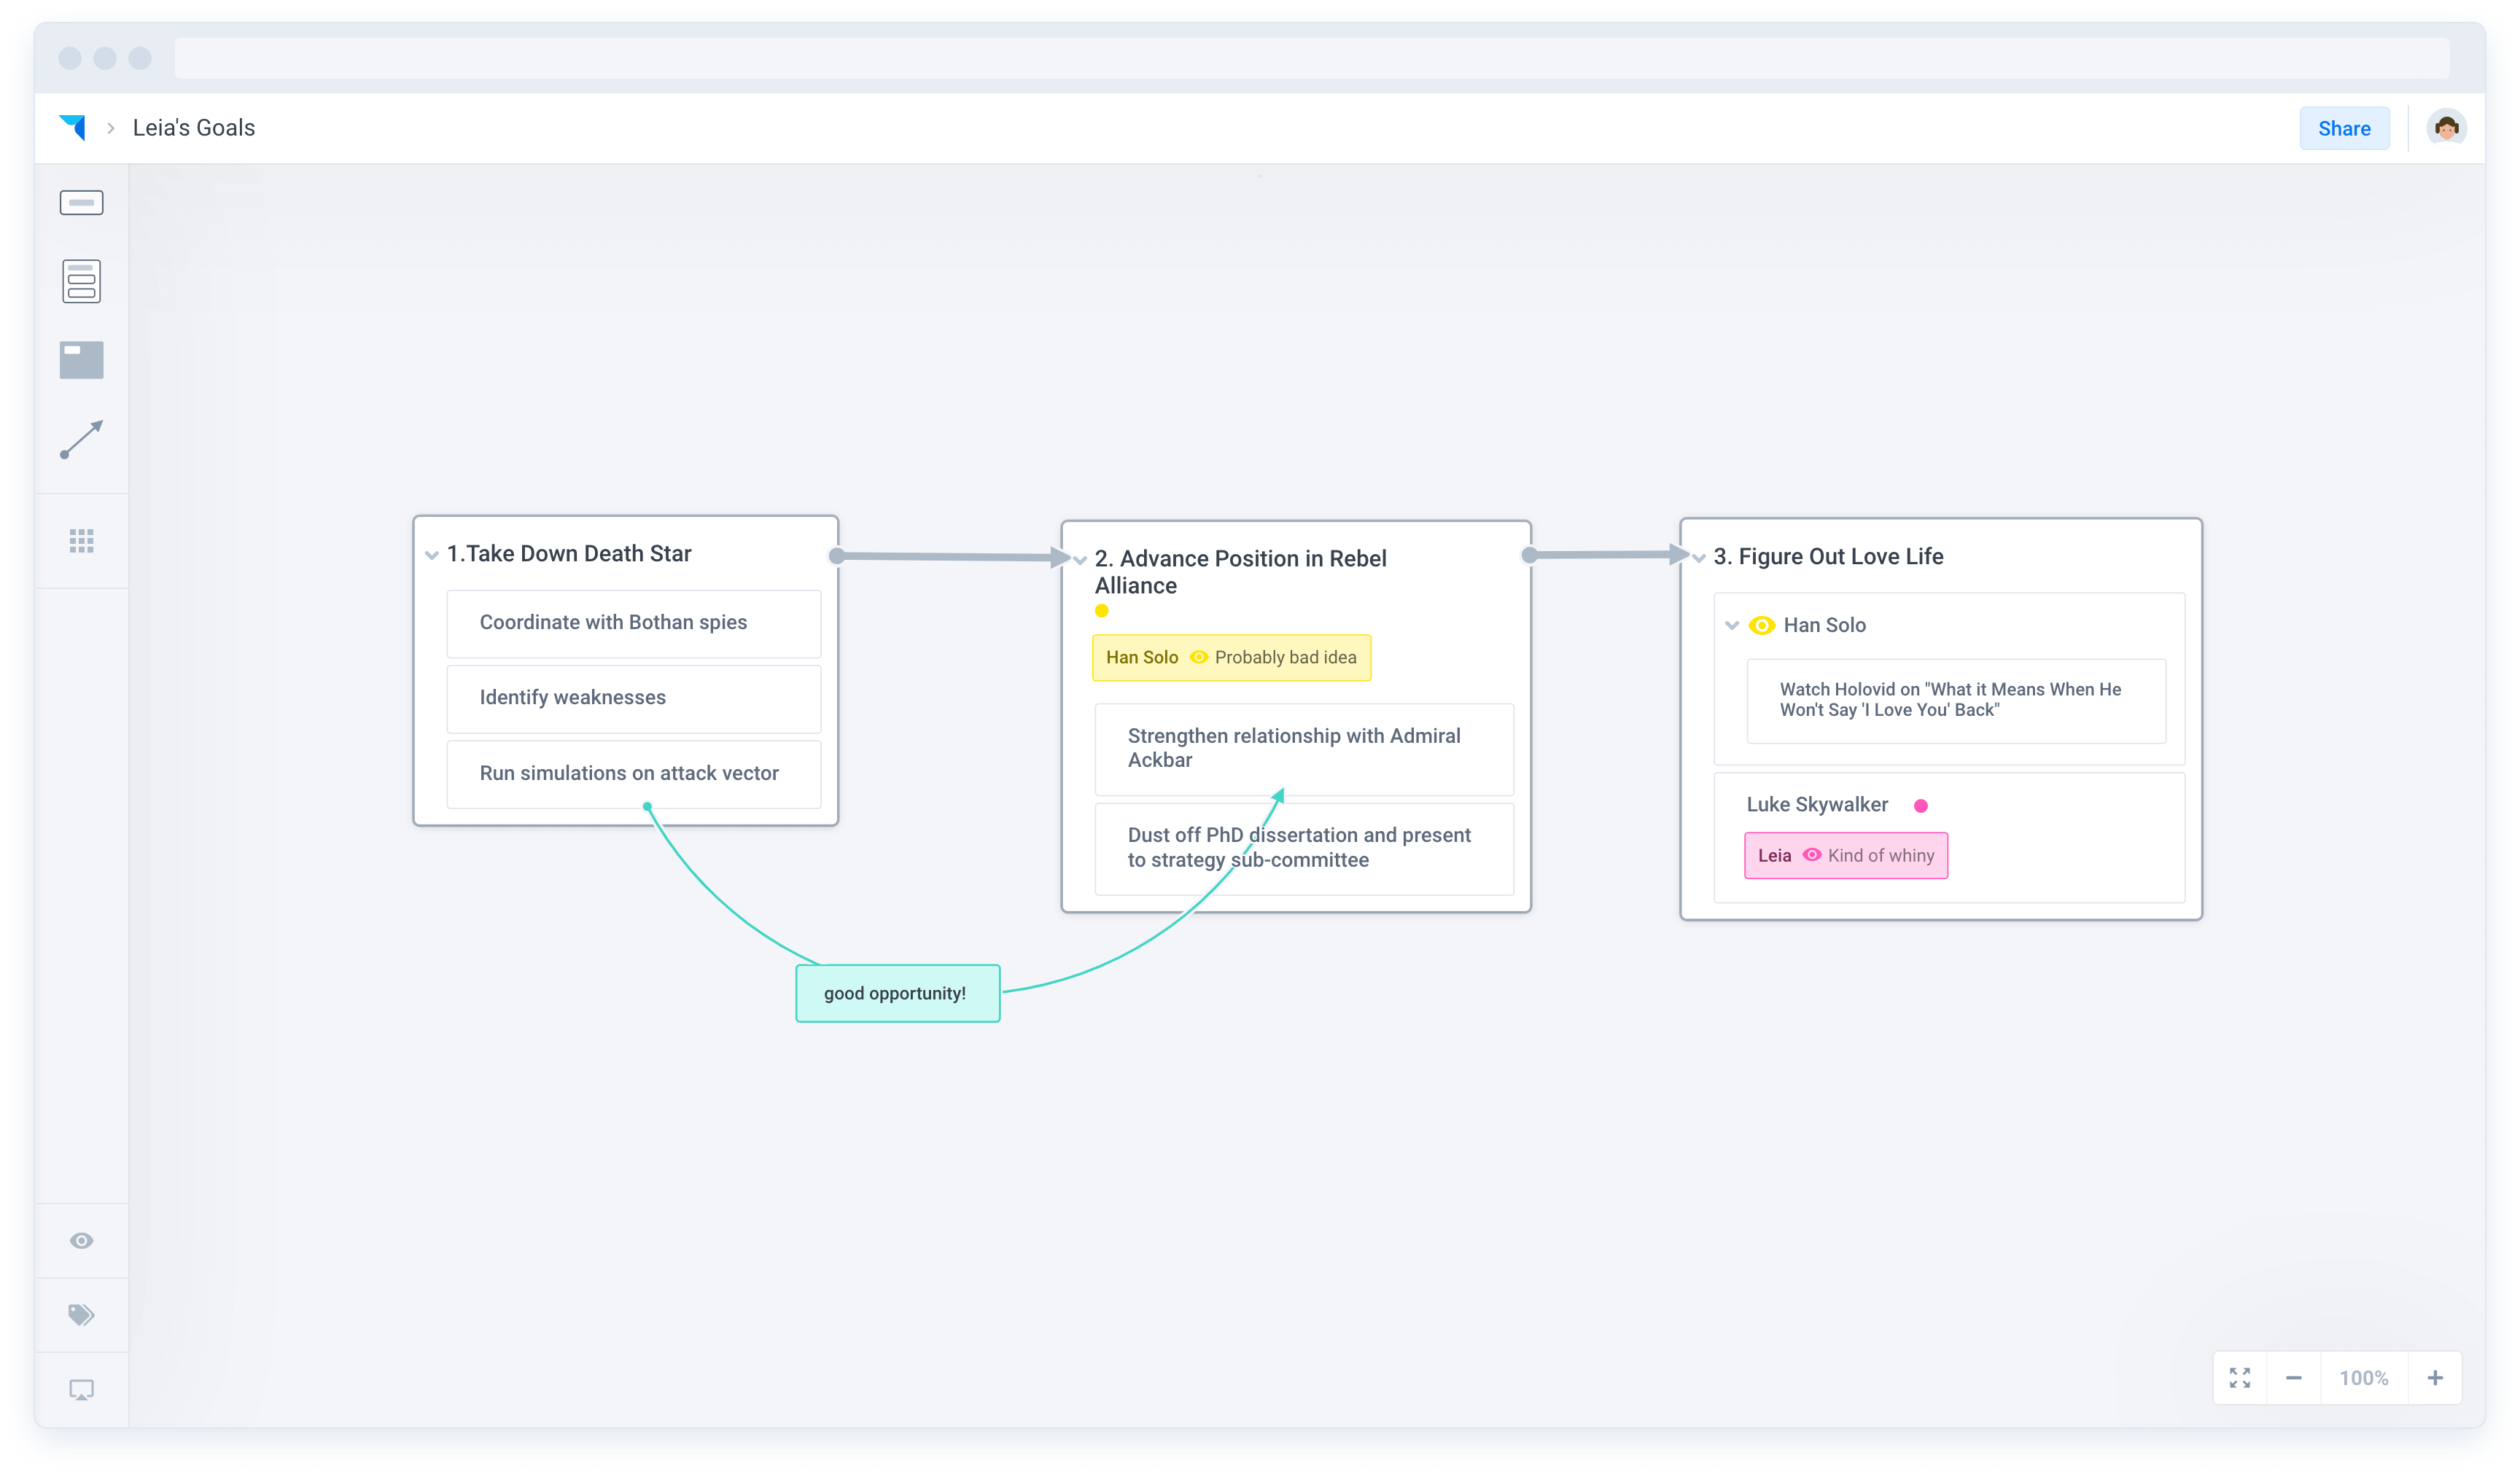 Leia's Goals
Share
1.Take Down Death Star
Coordinate with Bothan spies
Identify weaknesses
Run simulations on attack vector
good opportunity!
2. Advance Position in Rebel
Alliance
Han Solo Probably bad idea
Strengthen relationship with Admiral
Ackbar
Dust off PhD dissertation and present
to strategy sub-committee
3. Figure Out Love Life
Han Solo
Watch Holovid on "What it Means When He
Won't Say 'I Love You' Back"
Luke Skywalker
Leia Kind of whiny
100%